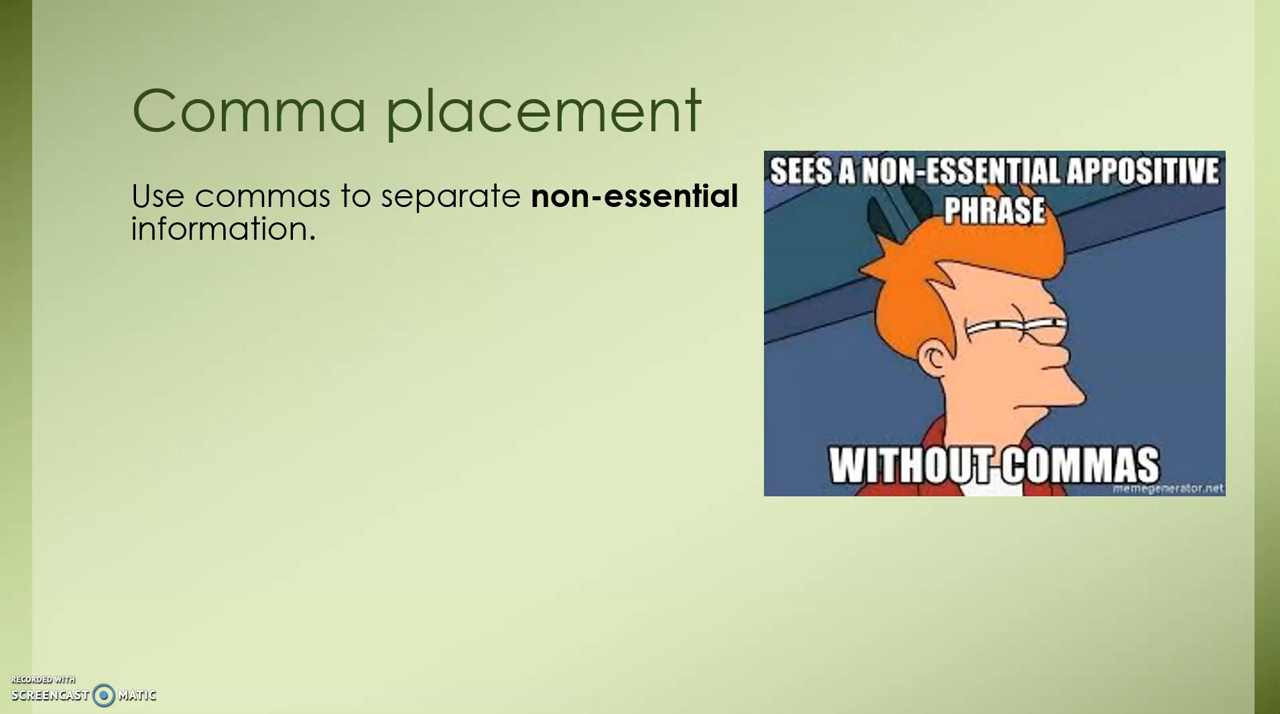 Comma placement
Use commas to separate non-essential
information.
SEES A NON-ESSENTIAL APPOSITIVE
PHRASE
WITHOUT COMMAS
memegenerator.net
RECORDED WITH
SCREENCAST MATIC